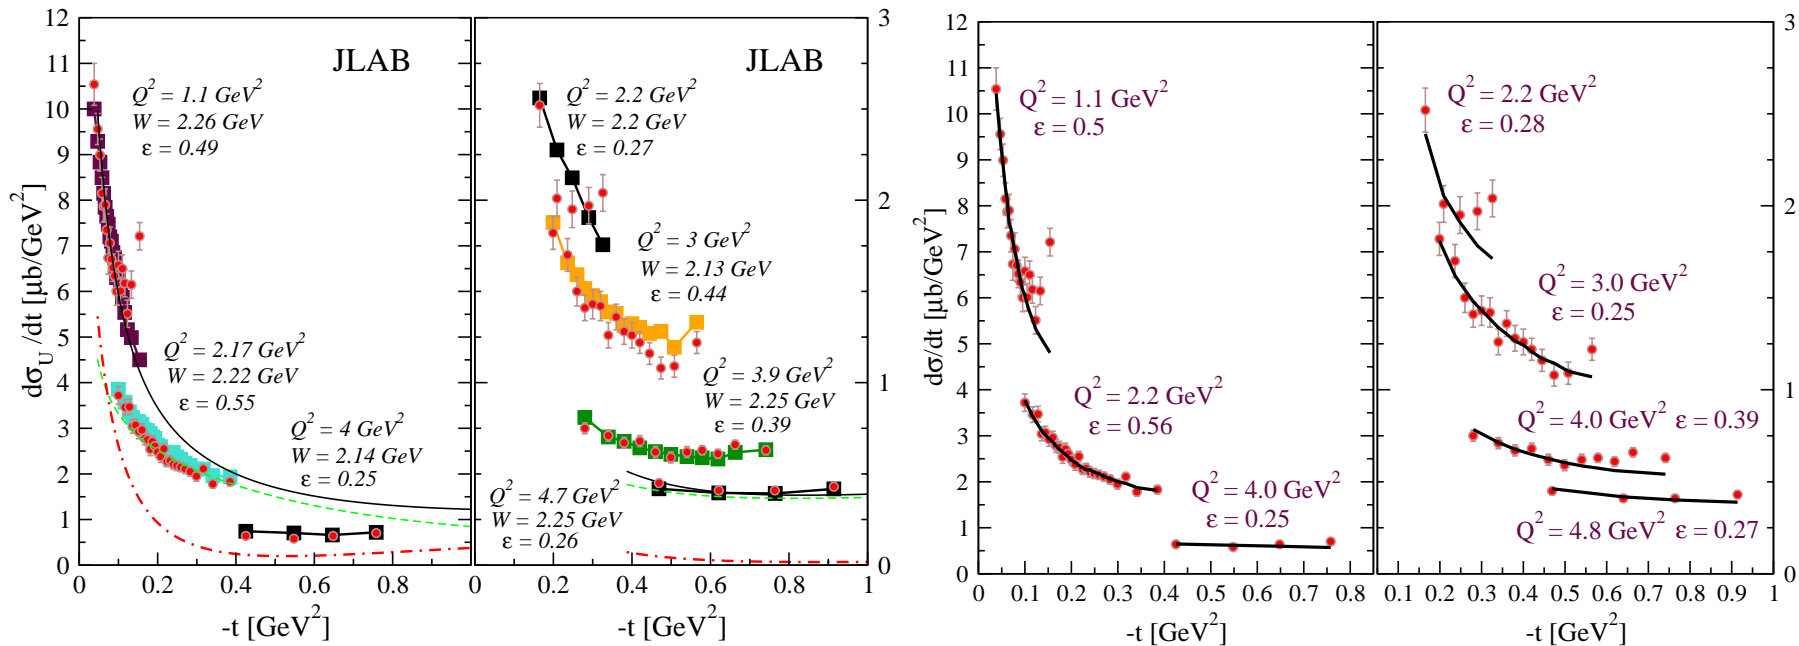 JLAB
Q² = 1.1 GeV²
W = 2.26 GeV
ε = 0.49
Q² = 2.17 GeV²
W = 2.22 GeV
ε = 0.55
Q² = 4 GeV²
W = 2.14 GeV
ε = 0.25
dσ_U /dt [μb/GeV²]
0 1 2 3 4 5 6 7 8 9 10 11 12
0 0.2 0.4 0.6 0.8
-t [GeV²]
JLAB
Q² = 2.2 GeV²
W = 2.2 GeV
ε = 0.27
Q² = 3 GeV²
W = 2.13 GeV
ε = 0.44
Q² = 3.9 GeV²
W = 2.25 GeV
ε = 0.39
Q² = 4.7 GeV²
W = 2.25 GeV
ε = 0.26
0 1 2 3
0 0.2 0.4 0.6 0.8 1
-t [GeV²]
Q² = 1.1 GeV²
ε = 0.5
Q² = 2.2 GeV²
ε = 0.56
Q² = 4.0 GeV²
ε = 0.25
dσ/dt [μb/GeV²]
0 1 2 3 4 5 6 7 8 9 10 11 12
0 0.1 0.2 0.3 0.4 0.5 0.6 0.7 0.8
-t [GeV²]
Q² = 2.2 GeV²
ε = 0.28
Q² = 3.0 GeV²
ε = 0.25
Q² = 4.0 GeV² ε = 0.39
Q² = 4.8 GeV² ε = 0.27
0 1 2 3
0 0.1 0.2 0.3 0.4 0.5 0.6 0.7 0.8 0.9 1
-t [GeV²]